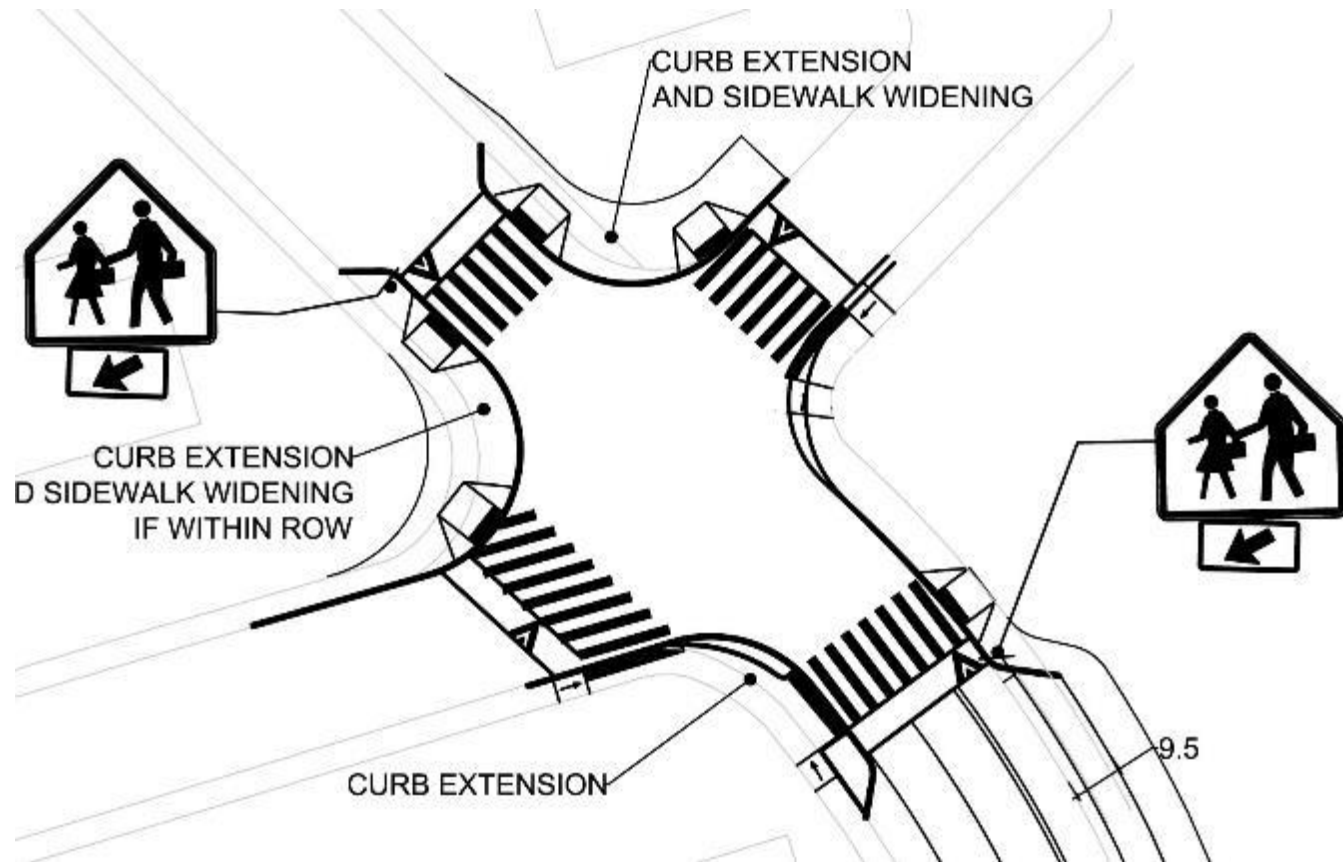 CURB EXTENSION
AND SIDEWALK WIDENING
CURB EXTENSION
D SIDEWALK WIDENING
IF WITHIN ROW
CURB EXTENSION
9.5